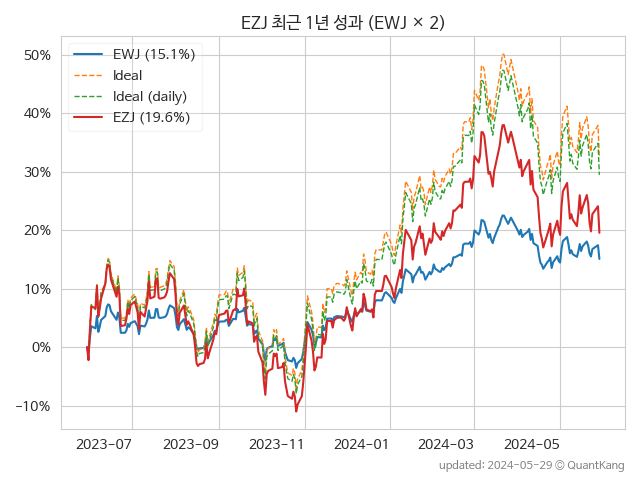 EZJ 최근 1년 성과 (EWJ × 2)
EWJ (15.1%)
Ideal
Ideal (daily)
EZJ (19.6%)
50%
40%
30%
20%
10%
0%
−10%
2023-07 2023-09 2023-11 2024-01 2024-03 2024-05
updated: 2024-05-29 © QuantKang